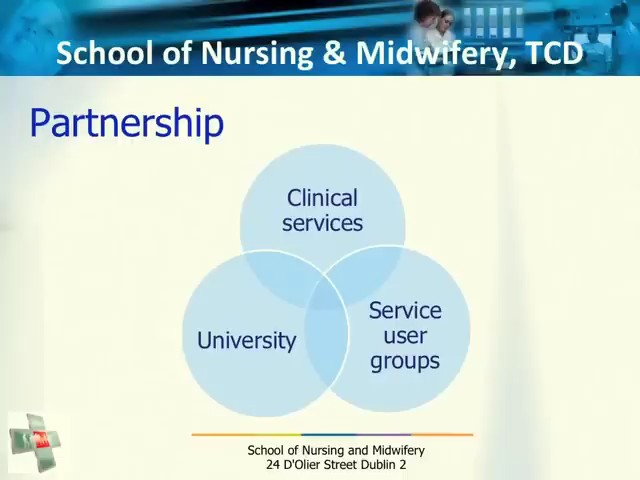 School of Nursing & Midwifery, TCD
Partnership
Clinical
services
University
Service
user
groups
School of Nursing and Midwifery
24 D'Olier Street Dublin 2